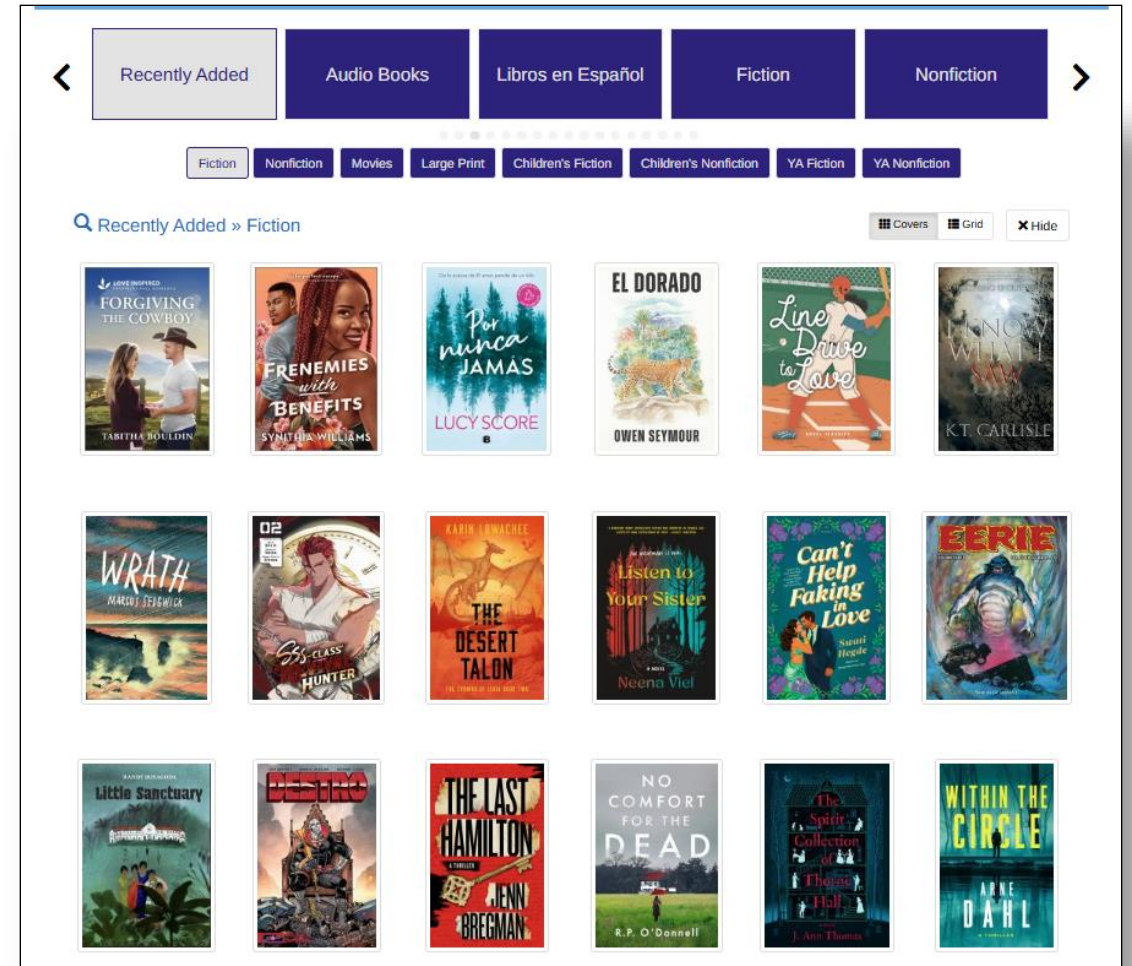 Recently Added
Audio Books
Libros en Español
Fiction
Nonfiction
Fiction
Nonfiction
Movies
Large Print
Children's Fiction
Children's Nonfiction
YA Fiction
YA Nonfiction
Recently Added » Fiction
Covers
Grid
Hide
LOVE INSPIRED
FORGIVING
THE COWBOY
TABITHA BOULDIN
FRENEMIES
with
BENEFITS
SYNITHIA WILLIAMS
Por
nunca
JAMÁS
LUCY SCORE
EL DORADO
OWEN SEYMOUR
Line
Drive
to Love
I KNOW
WHAT I
SAW
K.T. CARLISLE
WRATH
MARCUS SEDGWICK
02
SSS-CLASS
HUNTER
KARIN LOWACHEE
THE
DESERT
TALON
Listen to
Your Sister
A NOVEL
Neena Viel
Can't
Help
Faking
in
Love
Swati
Hegde
EERIE
Little Sanctuary
DESTRO
THE LAST
HAMILTON
A THRILLER
JENN
BREGMAN
NO
COMFORT
FOR THE
DEAD
R.P. O'Donnell
The
Spirit
Collection
of
Thorne
Hall
J. Ann Thomas
WITHIN THE
CIRCLE
ARNE
DAHL
A THRILLER